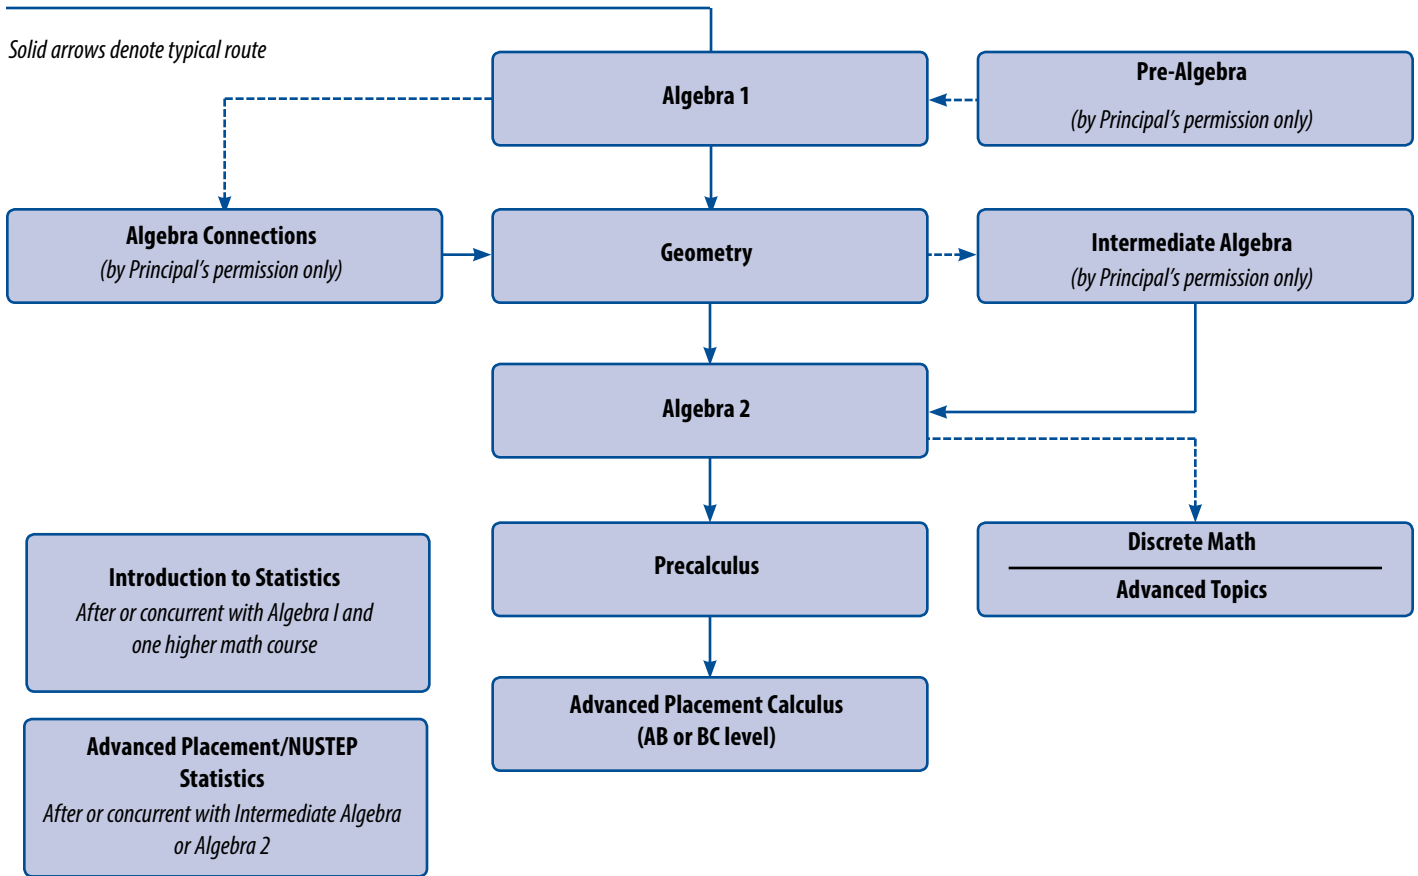 Solid arrows denote typical route
Algebra 1
Pre-Algebra
(by Principal's permission only)
Algebra Connections
(by Principal's permission only)
Geometry
Intermediate Algebra
(by Principal's permission only)
Algebra 2
Precalculus
Discrete Math
Advanced Topics
Introduction to Statistics
After or concurrent with Algebra I and
one higher math course
Advanced Placement Calculus
(AB or BC level)
Advanced Placement/NUSTEP
Statistics
After or concurrent with Intermediate Algebra
or Algebra 2